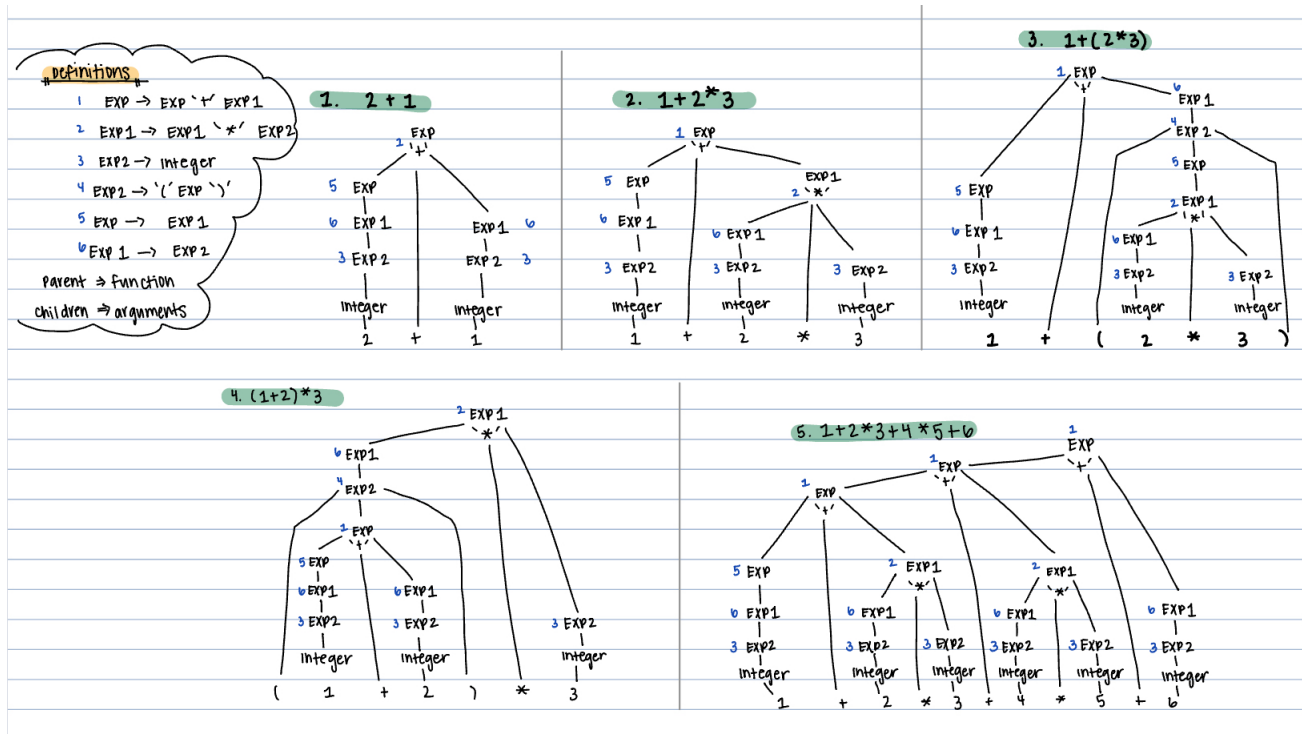 Definitions
1 EXP → EXP '+' EXP1
2 EXP1 → EXP1 '*' EXP2
3 EXP2 → integer
4 EXP2 → '(' EXP ')'
5 EXP → EXP1
6 EXP1 → EXP2
parent ⇒ function
children ⇒ arguments
1. 2+1
EXP
1 '+'
5 EXP
6 EXP1 EXP1 6
3 EXP2 EXP2 3
integer integer
2 + 1
2. 1+2*3
1 EXP
'+'
5 EXP EXP1
2 '*'
6 EXP1 6 EXP1
3 EXP2 3 EXP2 3 EXP2
integer integer integer
1 + 2 * 3
3. 1+(2*3)
1 EXP
'+'
6
EXP1
4 EXP2
5 EXP
5 EXP 2 EXP1
'*'
6 EXP1 6 EXP1
3 EXP2 3 EXP2 3 EXP2
integer integer integer
1 + ( 2 * 3 )
4. (1+2)*3
2 EXP1
'*'
6 EXP1
4 EXP2
1 EXP
'+'
5 EXP
6 EXP1 6 EXP1
3 EXP2 3 EXP2 3 EXP2
integer integer integer
( 1 + 2 ) * 3
5. 1+2*3+4*5+6
1
EXP
'+'
1 EXP
'+'
1
EXP
'+'
5 EXP 2 EXP1 2 EXP1
'*' '*'
6 EXP1 6 EXP1 6 EXP1 6 EXP1
3 EXP2 3 EXP2 3 EXP2 3 EXP2 3 EXP2 3 EXP2
integer integer integer integer integer integer
1 + 2 * 3 + 4 * 5 + 6